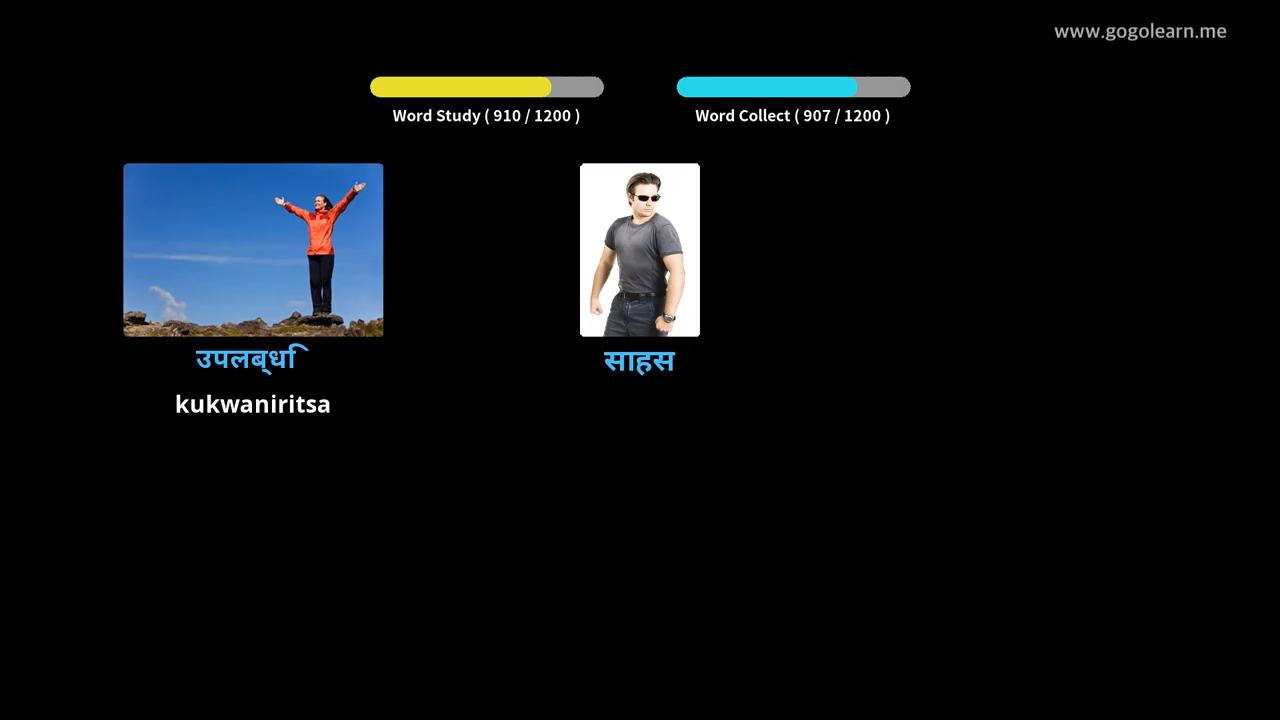 www.gogolearn.me
Word Study ( 910 / 1200 )
Word Collect ( 907 / 1200 )
उपलब्धि
साहस
kukwaniritsa